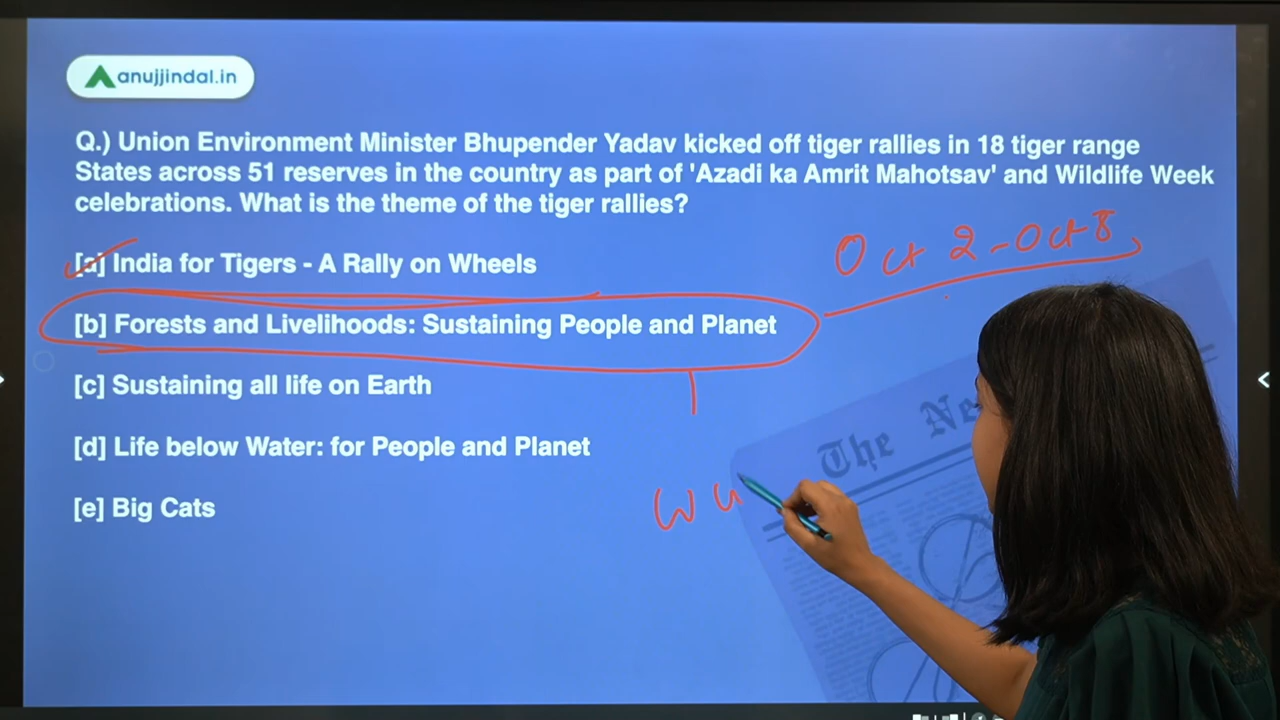 anujjindal.in
Q.) Union Environment Minister Bhupender Yadav kicked off tiger rallies in 18 tiger range
States across 51 reserves in the country as part of 'Azadi ka Amrit Mahotsav' and Wildlife Week
celebrations. What is the theme of the tiger rallies?
[a] India for Tigers - A Rally on Wheels
Oct 2 - Oct 8
[b] Forests and Livelihoods: Sustaining People and Planet
[c] Sustaining all life on Earth
The Ne
[d] Life below Water: for People and Planet
[e] Big Cats